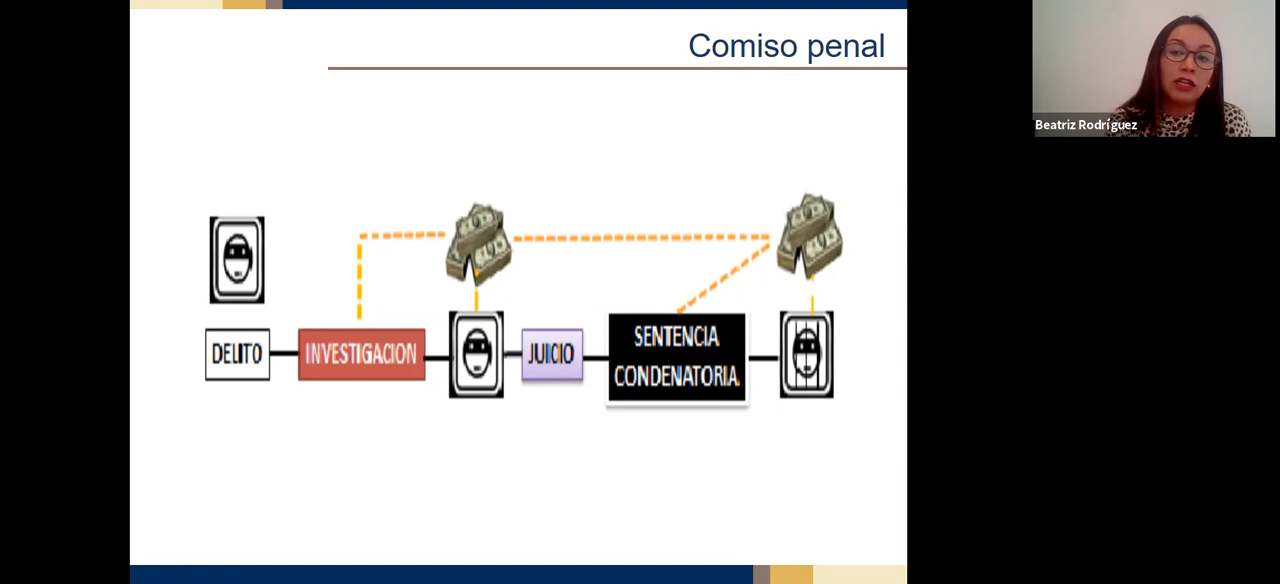 Comiso penal
Beatriz Rodríguez
DELITO
INVESTIGACION
JUICIO
SENTENCIA
CONDENATORIA.